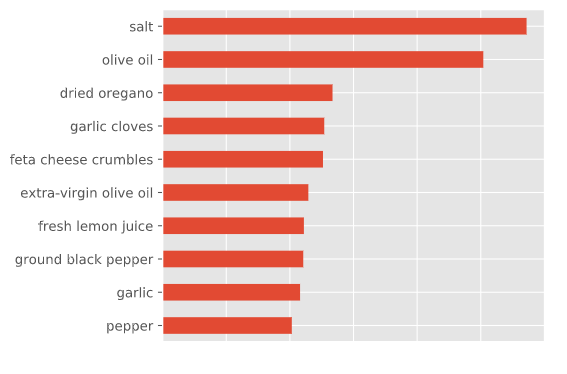 salt
olive oil
dried oregano
garlic cloves
feta cheese crumbles
extra-virgin olive oil
fresh lemon juice
ground black pepper
garlic
pepper